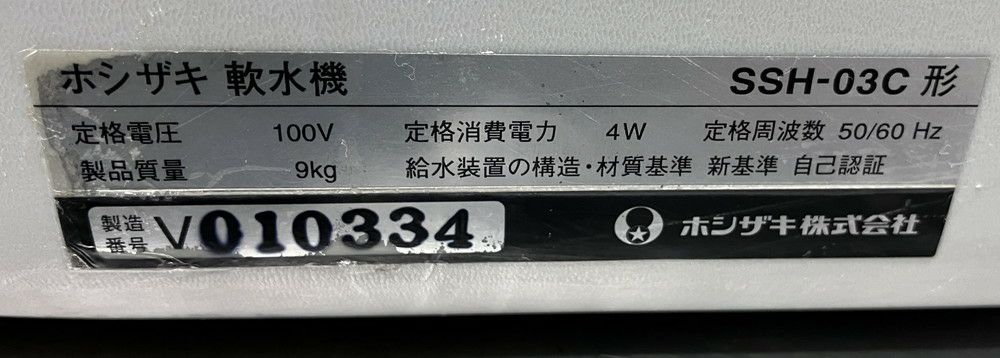 ホシザキ 軟水機 SSH-03C 形
定格電圧 100V 定格消費電力 4W 定格周波数 50/60 Hz
製品質量 9kg 給水装置の構造・材質基準 新基準 自己認証
製造番号 V010334 ホシザキ株式会社